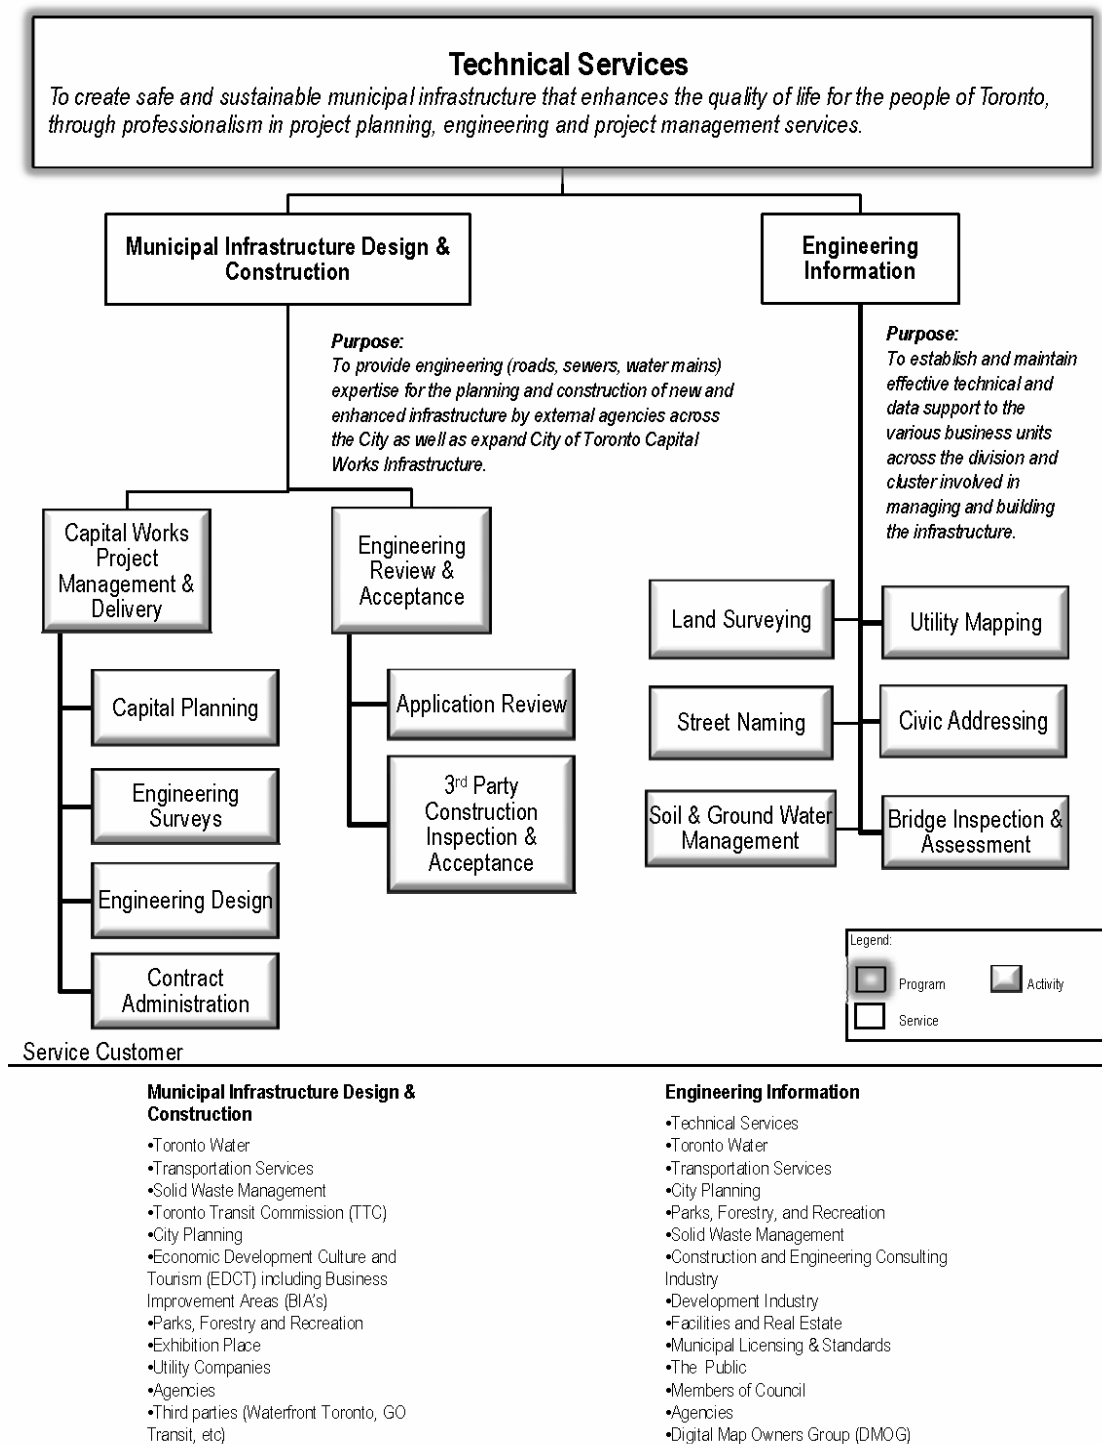 Technical Services
To create safe and sustainable municipal infrastructure that enhances the quality of life for the people of Toronto,
through professionalism in project planning, engineering and project management services.
Municipal Infrastructure Design &
Construction
Engineering
Information
Purpose:
To provide engineering (roads, sewers, water mains)
expertise for the planning and construction of new and
enhanced infrastructure by external agencies across
the City as well as expand City of Toronto Capital
Works Infrastructure.
Purpose:
To establish and maintain
effective technical and
data support to the
various business units
across the division and
cluster involved in
managing and building
the infrastructure.
Capital Works
Project
Management &
Delivery
Engineering
Review &
Acceptance
Capital Planning
Engineering
Surveys
Engineering Design
Contract
Administration
Application Review
3rd Party
Construction
Inspection &
Acceptance
Land Surveying
Utility Mapping
Street Naming
Civic Addressing
Soil & Ground Water
Management
Bridge Inspection &
Assessment
Legend:
Program
Activity
Service
Service Customer
Municipal Infrastructure Design &
Construction
•Toronto Water
•Transportation Services
•Solid Waste Management
•Toronto Transit Commission (TTC)
•City Planning
•Economic Development Culture and
Tourism (EDCT) including Business
Improvement Areas (BIA's)
•Parks, Forestry and Recreation
•Exhibition Place
•Utility Companies
•Agencies
•Third parties (Waterfront Toronto, GO
Transit, etc)
Engineering Information
•Technical Services
•Toronto Water
•Transportation Services
•City Planning
•Parks, Forestry, and Recreation
•Solid Waste Management
•Construction and Engineering Consulting
Industry
•Development Industry
•Facilities and Real Estate
•Municipal Licensing & Standards
•The Public
•Members of Council
•Agencies
•Digital Map Owners Group (DMOG)